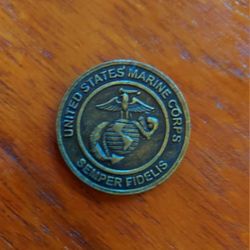 UNITED STATES MARINE CORPS
SEMPER FIDELIS